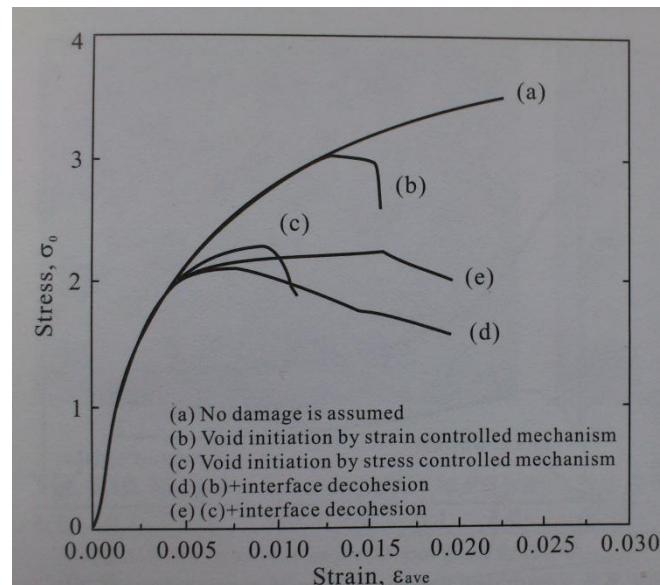 4
3
2
1
0
Stress, σ₀
(a)
(b)
(c)
(e)
(d)
(a) No damage is assumed
(b) Void initiation by strain controlled mechanism
(c) Void initiation by stress controlled mechanism
(d) (b)+interface decohesion
(e) (c)+interface decohesion
0.000 0.005 0.010 0.015 0.020 0.025 0.030
Strain, εave